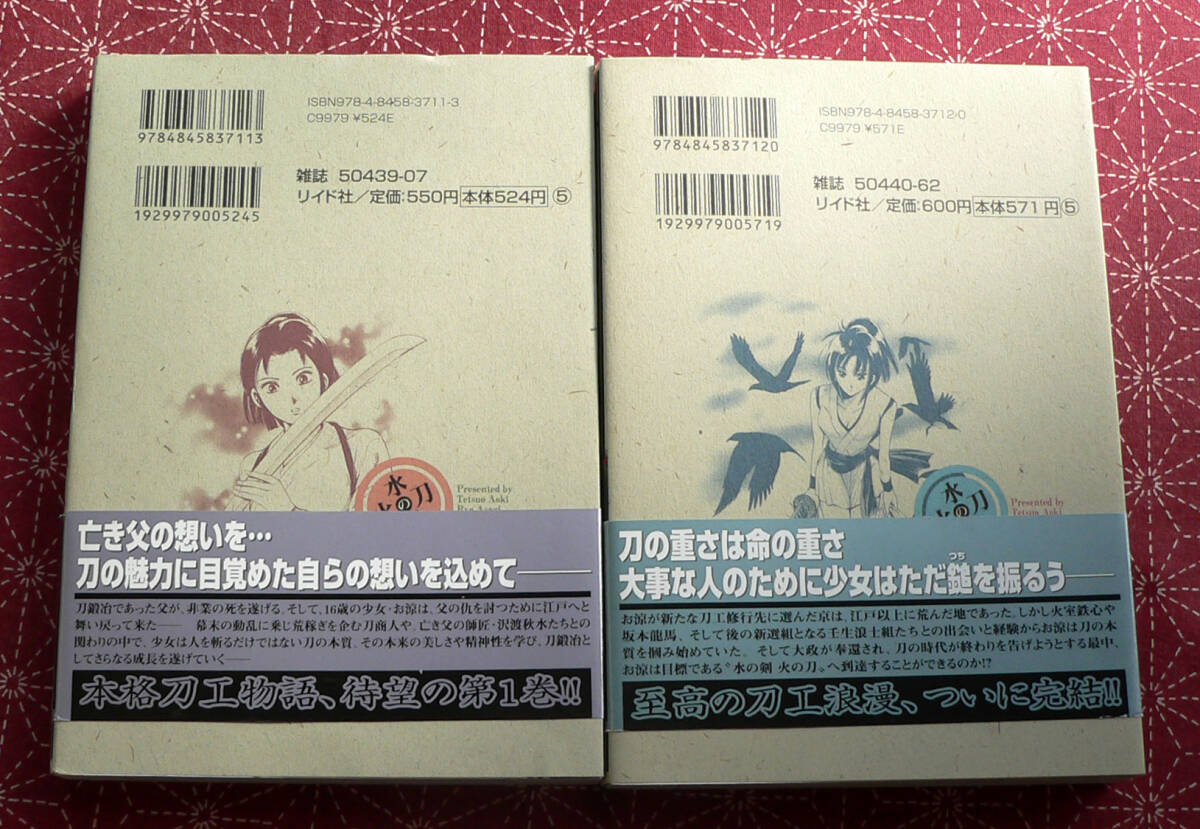 ISBN978-4-8458-3711-3
C9979 ¥524E
9784845837113
雑誌 50439-07
リイド社/定価:550円 本体524円 ⑤
1929979005245
水の刀
Presented by
Tetsuo Aoki
亡き父の想いを…
刀の魅力に目覚めた自らの想いを込めて――
刀鍛冶であった父が、非業の死を遂げる。そして、16歳の少女・お涼は、父の仇を討つために江戸へと
舞い戻って来た―― 幕末の動乱に乗じ荒稼ぎを企む刀商人や、亡き父の師匠・沢渡秋水たちとの
関わりの中で、少女は人を斬るだけではない刀の本質、その本来の美しさや精神性を学び、刀鍛冶と
してさらなる成長を遂げていく――
本格刀工物語、待望の第1巻!!
ISBN978-4-8458-3712-0
C9979 ¥571E
9784845837120
雑誌 50440-62
リイド社/定価:600円 本体571円 ⑤
1929979005719
水の刀
Presented by
Tetsuo Aoki
刀の重さは命の重さ
つち
大事な人のために少女はただ鎚を振るう――
お涼が新たな刀工修行先に選んだ京は、江戸以上に荒んだ地であった。しかし火室鉄心や
坂本龍馬、そして後の新選組となる壬生浪士組たちとの出会いと経験からお涼は刀の本
質を掴み始めていた。そして大政が奉還され、刀の時代が終わりを告げようとする最中、
お涼は目標である“水の剣 火の刀”へ到達することができるのか!?
至高の刀工浪漫、ついに完結!!